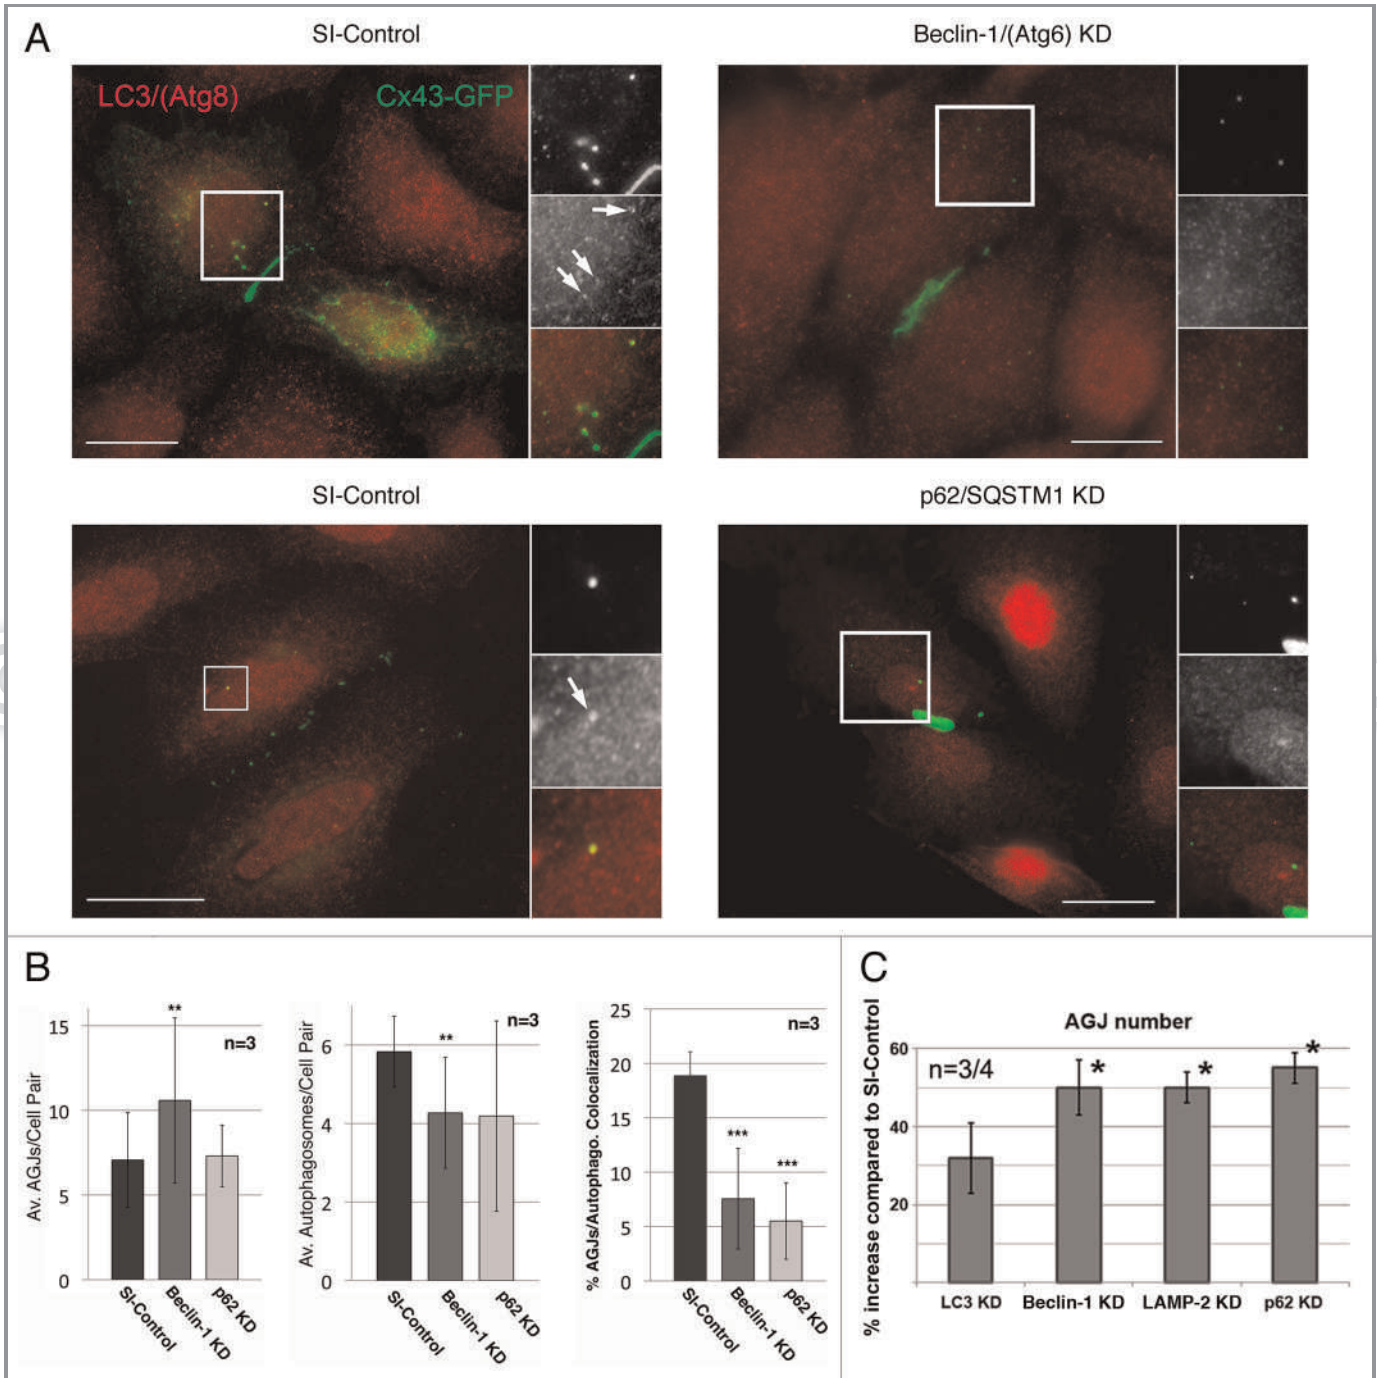 A
SI-Control
Beclin-1/(Atg6) KD
LC3/(Atg8)
Cx43-GFP
SI-Control
p62/SQSTM1 KD
B
Av. AGJs/Cell Pair
15
10
5
0
**
n=3
SI-Control
Beclin-1 KD
p62 KD
Av. Autophagosomes/Cell Pair
6
4
2
0
**
n=3
SI-Control
Beclin-1 KD
p62 KD
% AGJs/Autophago. Colocalization
25
20
15
10
5
0
n=3
***
***
SI-Control
Beclin-1 KD
p62 KD
C
AGJ number
% increase compared to SI-Control
60
40
20
n=3/4
*
*
*
LC3 KD
Beclin-1 KD
LAMP-2 KD
p62 KD